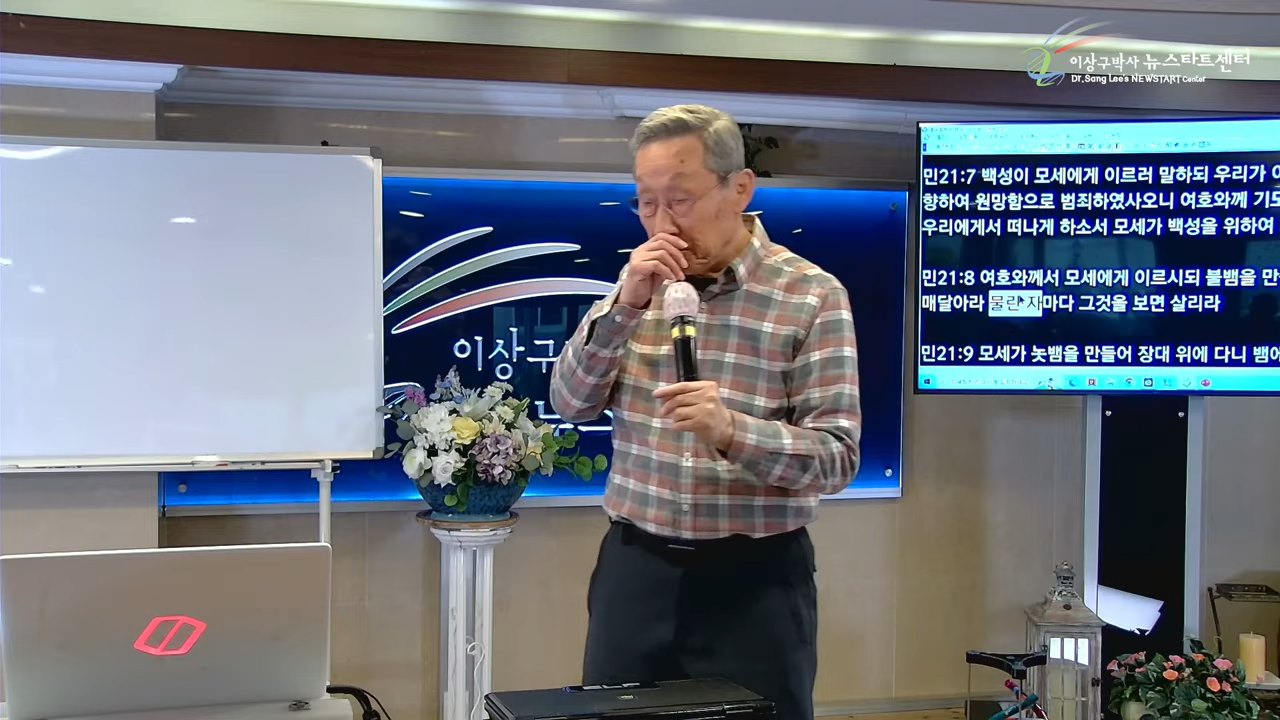 이상구박사 뉴스타트센터
Dr. Sang Lee's NEWSTART Center
민21:7 백성이 모세에게 이르러 말하되 우리가
향하여 원망함으로 범죄하였사오니 여호와께
우리에게서 떠나게 하소서 모세가 백성을 위하여
민21:8 여호와께서 모세에게 이르시되 불뱀을
매달아라 물린 자마다 그것을 보면 살리라
민21:9 모세가 놋뱀을 만들어 장대 위에 다니
이상구